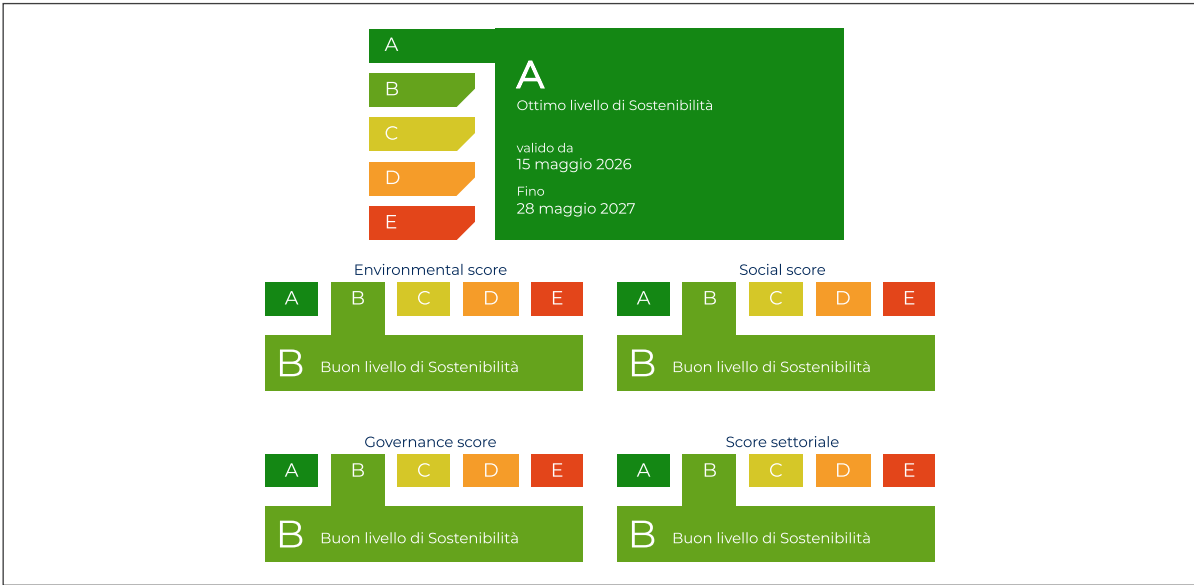 A
B
C
D
E
A
Ottimo livello di Sostenibilità
valido da
15 maggio 2026
Fino
28 maggio 2027
Environmental score
A B C D E
B Buon livello di Sostenibilità
Social score
A B C D E
B Buon livello di Sostenibilità
Governance score
A B C D E
B Buon livello di Sostenibilità
Score settoriale
A B C D E
B Buon livello di Sostenibilità